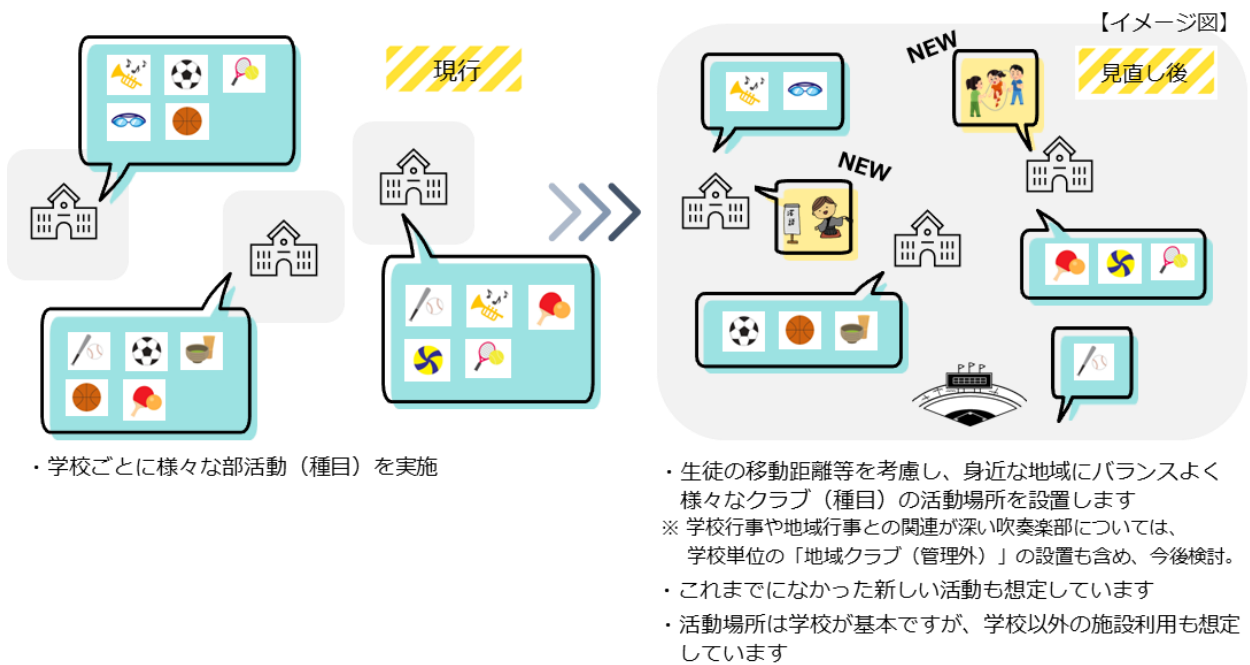 【イメージ図】
現行
NEW
見直し後
NEW
・学校ごとに様々な部活動（種目）を実施
・生徒の移動距離等を考慮し、身近な地域にバランスよく
様々なクラブ（種目）の活動場所を設置します
※ 学校行事や地域行事との関連が深い吹奏楽部については、
学校単位の「地域クラブ（管理外）」の設置も含め、今後検討。
・これまでになかった新しい活動も想定しています
・活動場所は学校が基本ですが、学校以外の施設利用も想定
しています